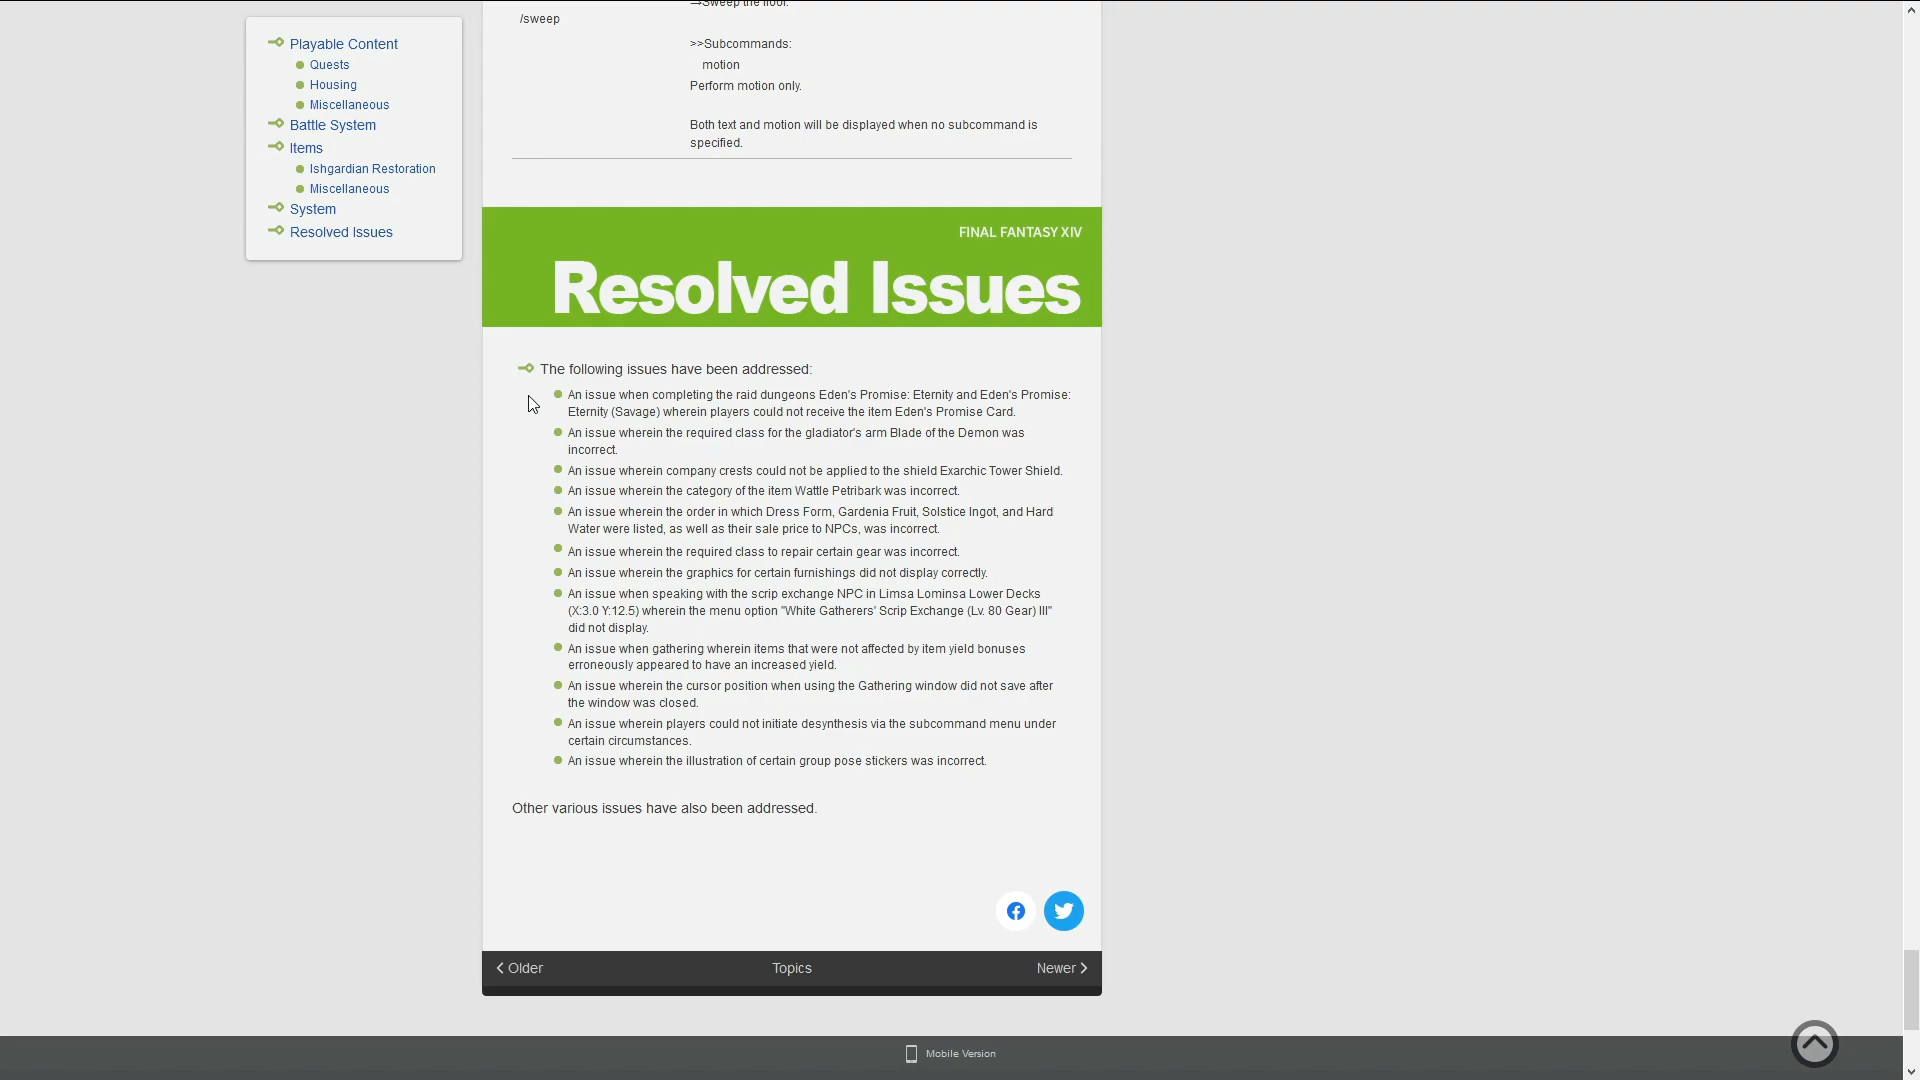 Playable Content
Quests
Housing
Miscellaneous
Battle System
Items
Ishgardian Restoration
Miscellaneous
System
Resolved Issues
→Sweep the floor.
/sweep
>>Subcommands:
motion
Perform motion only.
Both text and motion will be displayed when no subcommand is
specified.
FINAL FANTASY XIV
Resolved Issues
The following issues have been addressed:
An issue when completing the raid dungeons Eden's Promise: Eternity and Eden's Promise:
Eternity (Savage) wherein players could not receive the item Eden's Promise Card.
An issue wherein the required class for the gladiator's arm Blade of the Demon was
incorrect.
An issue wherein company crests could not be applied to the shield Exarchic Tower Shield.
An issue wherein the category of the item Wattle Petribark was incorrect.
An issue wherein the order in which Dress Form, Gardenia Fruit, Solstice Ingot, and Hard
Water were listed, as well as their sale price to NPCs, was incorrect.
An issue wherein the required class to repair certain gear was incorrect.
An issue wherein the graphics for certain furnishings did not display correctly.
An issue when speaking with the scrip exchange NPC in Limsa Lominsa Lower Decks
(X:3.0 Y:12.5) wherein the menu option "White Gatherers' Scrip Exchange (Lv. 80 Gear) III"
did not display.
An issue when gathering wherein items that were not affected by item yield bonuses
erroneously appeared to have an increased yield.
An issue wherein the cursor position when using the Gathering window did not save after
the window was closed.
An issue wherein players could not initiate desynthesis via the subcommand menu under
certain circumstances.
An issue wherein the illustration of certain group pose stickers was incorrect.
Other various issues have also been addressed.
Older
Topics
Newer
Mobile Version